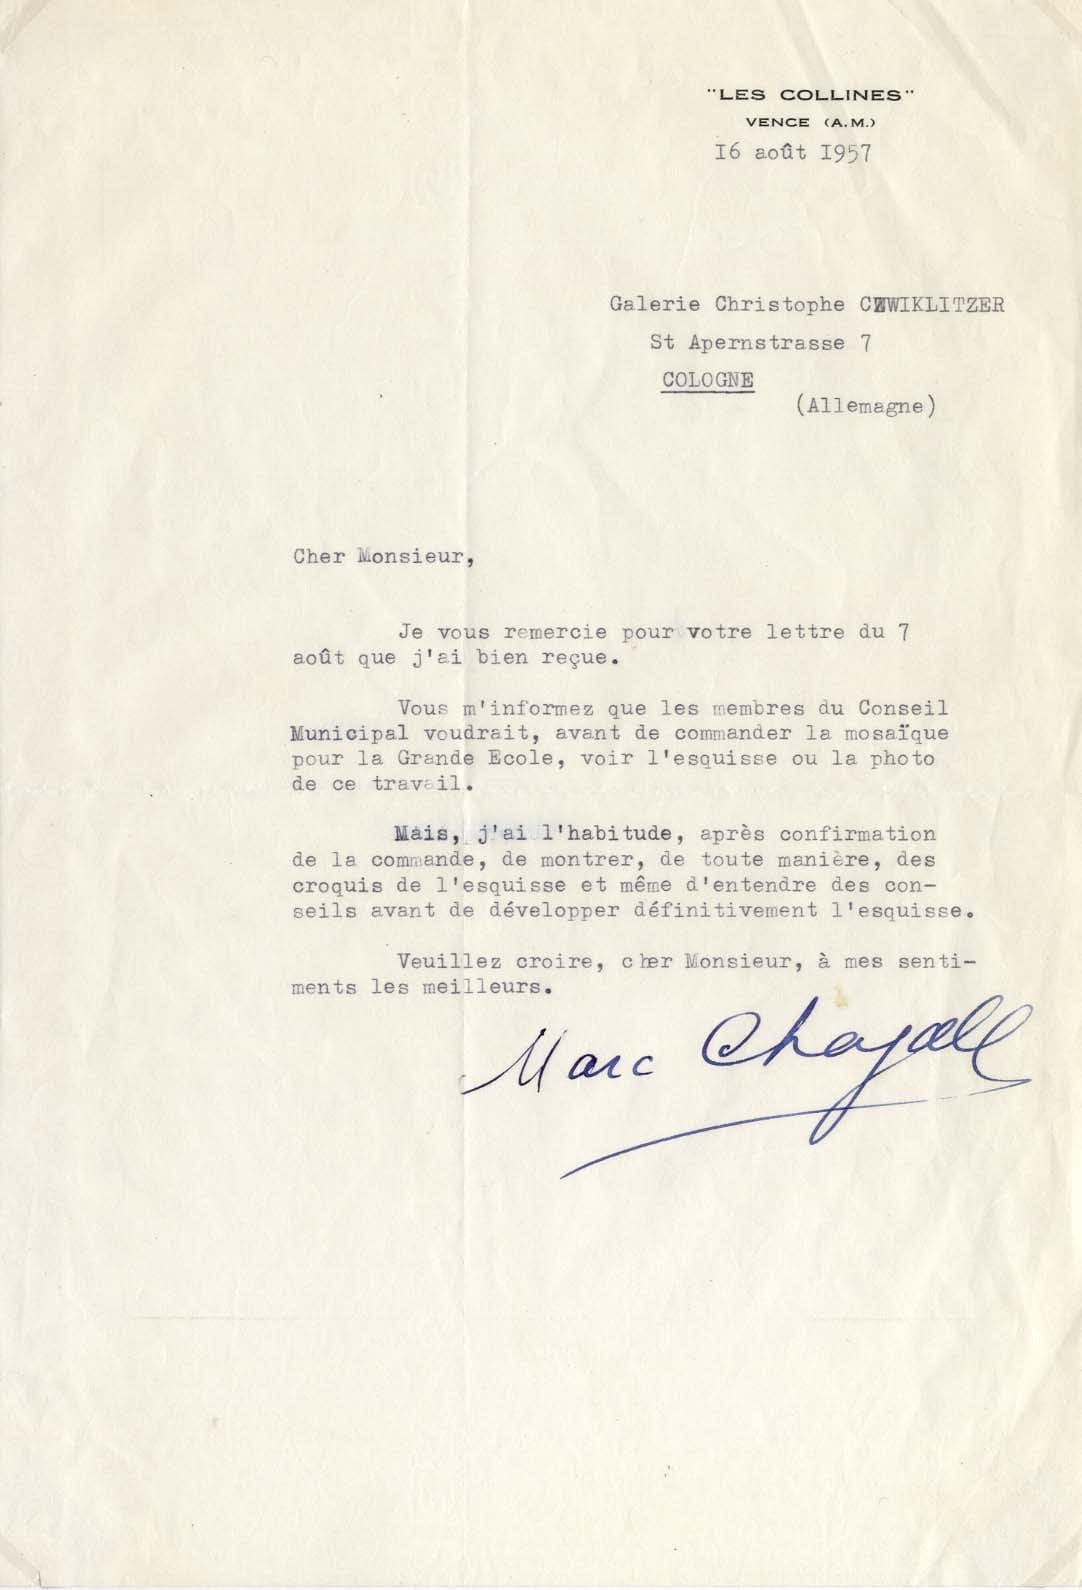 "LES COLLINES"
VENCE (A.M.)
I6 août I957
Galerie Christophe CZWIKLITZER
St Apernstrasse 7
COLOGNE
(Allemagne)
Cher Monsieur,
Je vous remercie pour votre lettre du 7
août que j'ai bien reçue.
Vous m'informez que les membres du Conseil
Municipal voudrait, avant de commander la mosaïque
pour la Grande Ecole, voir l'esquisse ou la photo
de ce travail.
Mais, j'ai l'habitude, après confirmation
de la commande, de montrer, de toute manière, des
croquis de l'esquisse et même d'entendre des con-
seils avant de développer définitivement l'esquisse.
Veuillez croire, cher Monsieur, à mes senti-
ments les meilleurs.
Marc Chagall